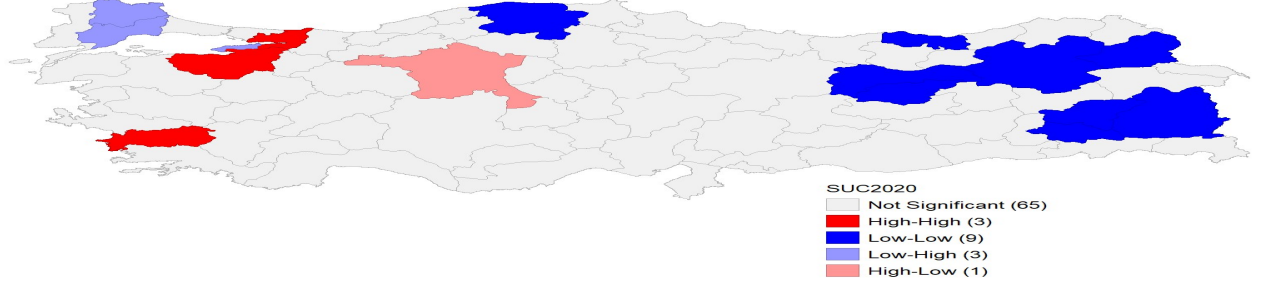 SUC2020
Not Significant (65)
High-High (3)
Low-Low (9)
Low-High (3)
High-Low (1)